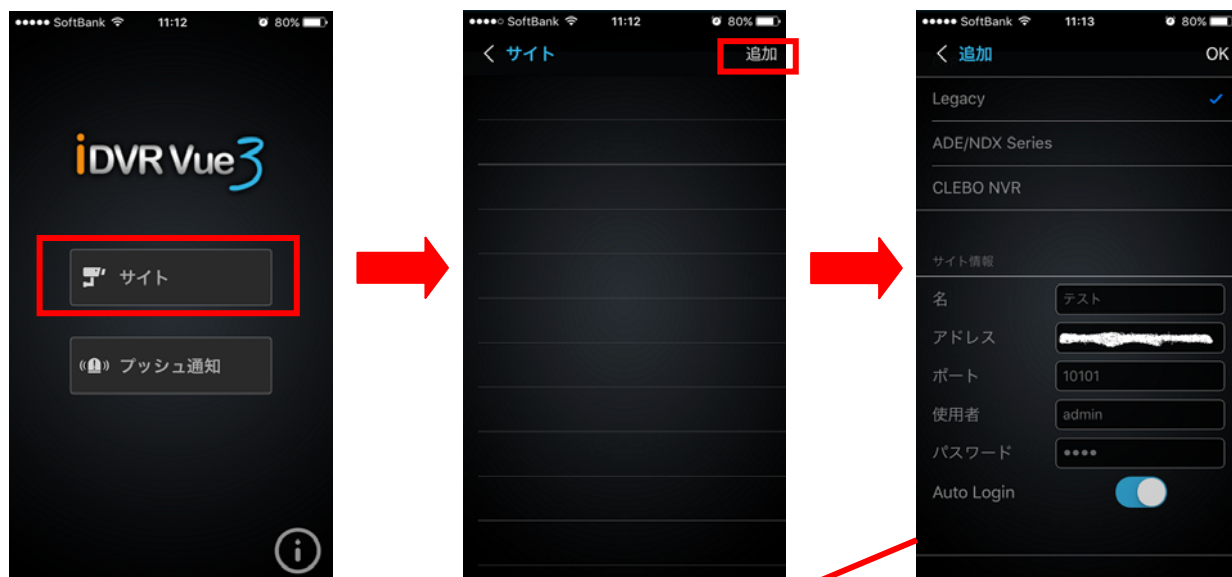 SoftBank 11:12 80%
iDVR Vue3
サイト
プッシュ通知
i
SoftBank 11:12 80%
サイト 追加
SoftBank 11:13 80%
追加 OK
Legacy
ADE/NDX Series
CLEBO NVR
サイト情報
名 テスト
アドレス
ポート 10101
使用者 admin
パスワード ••••
Auto Login